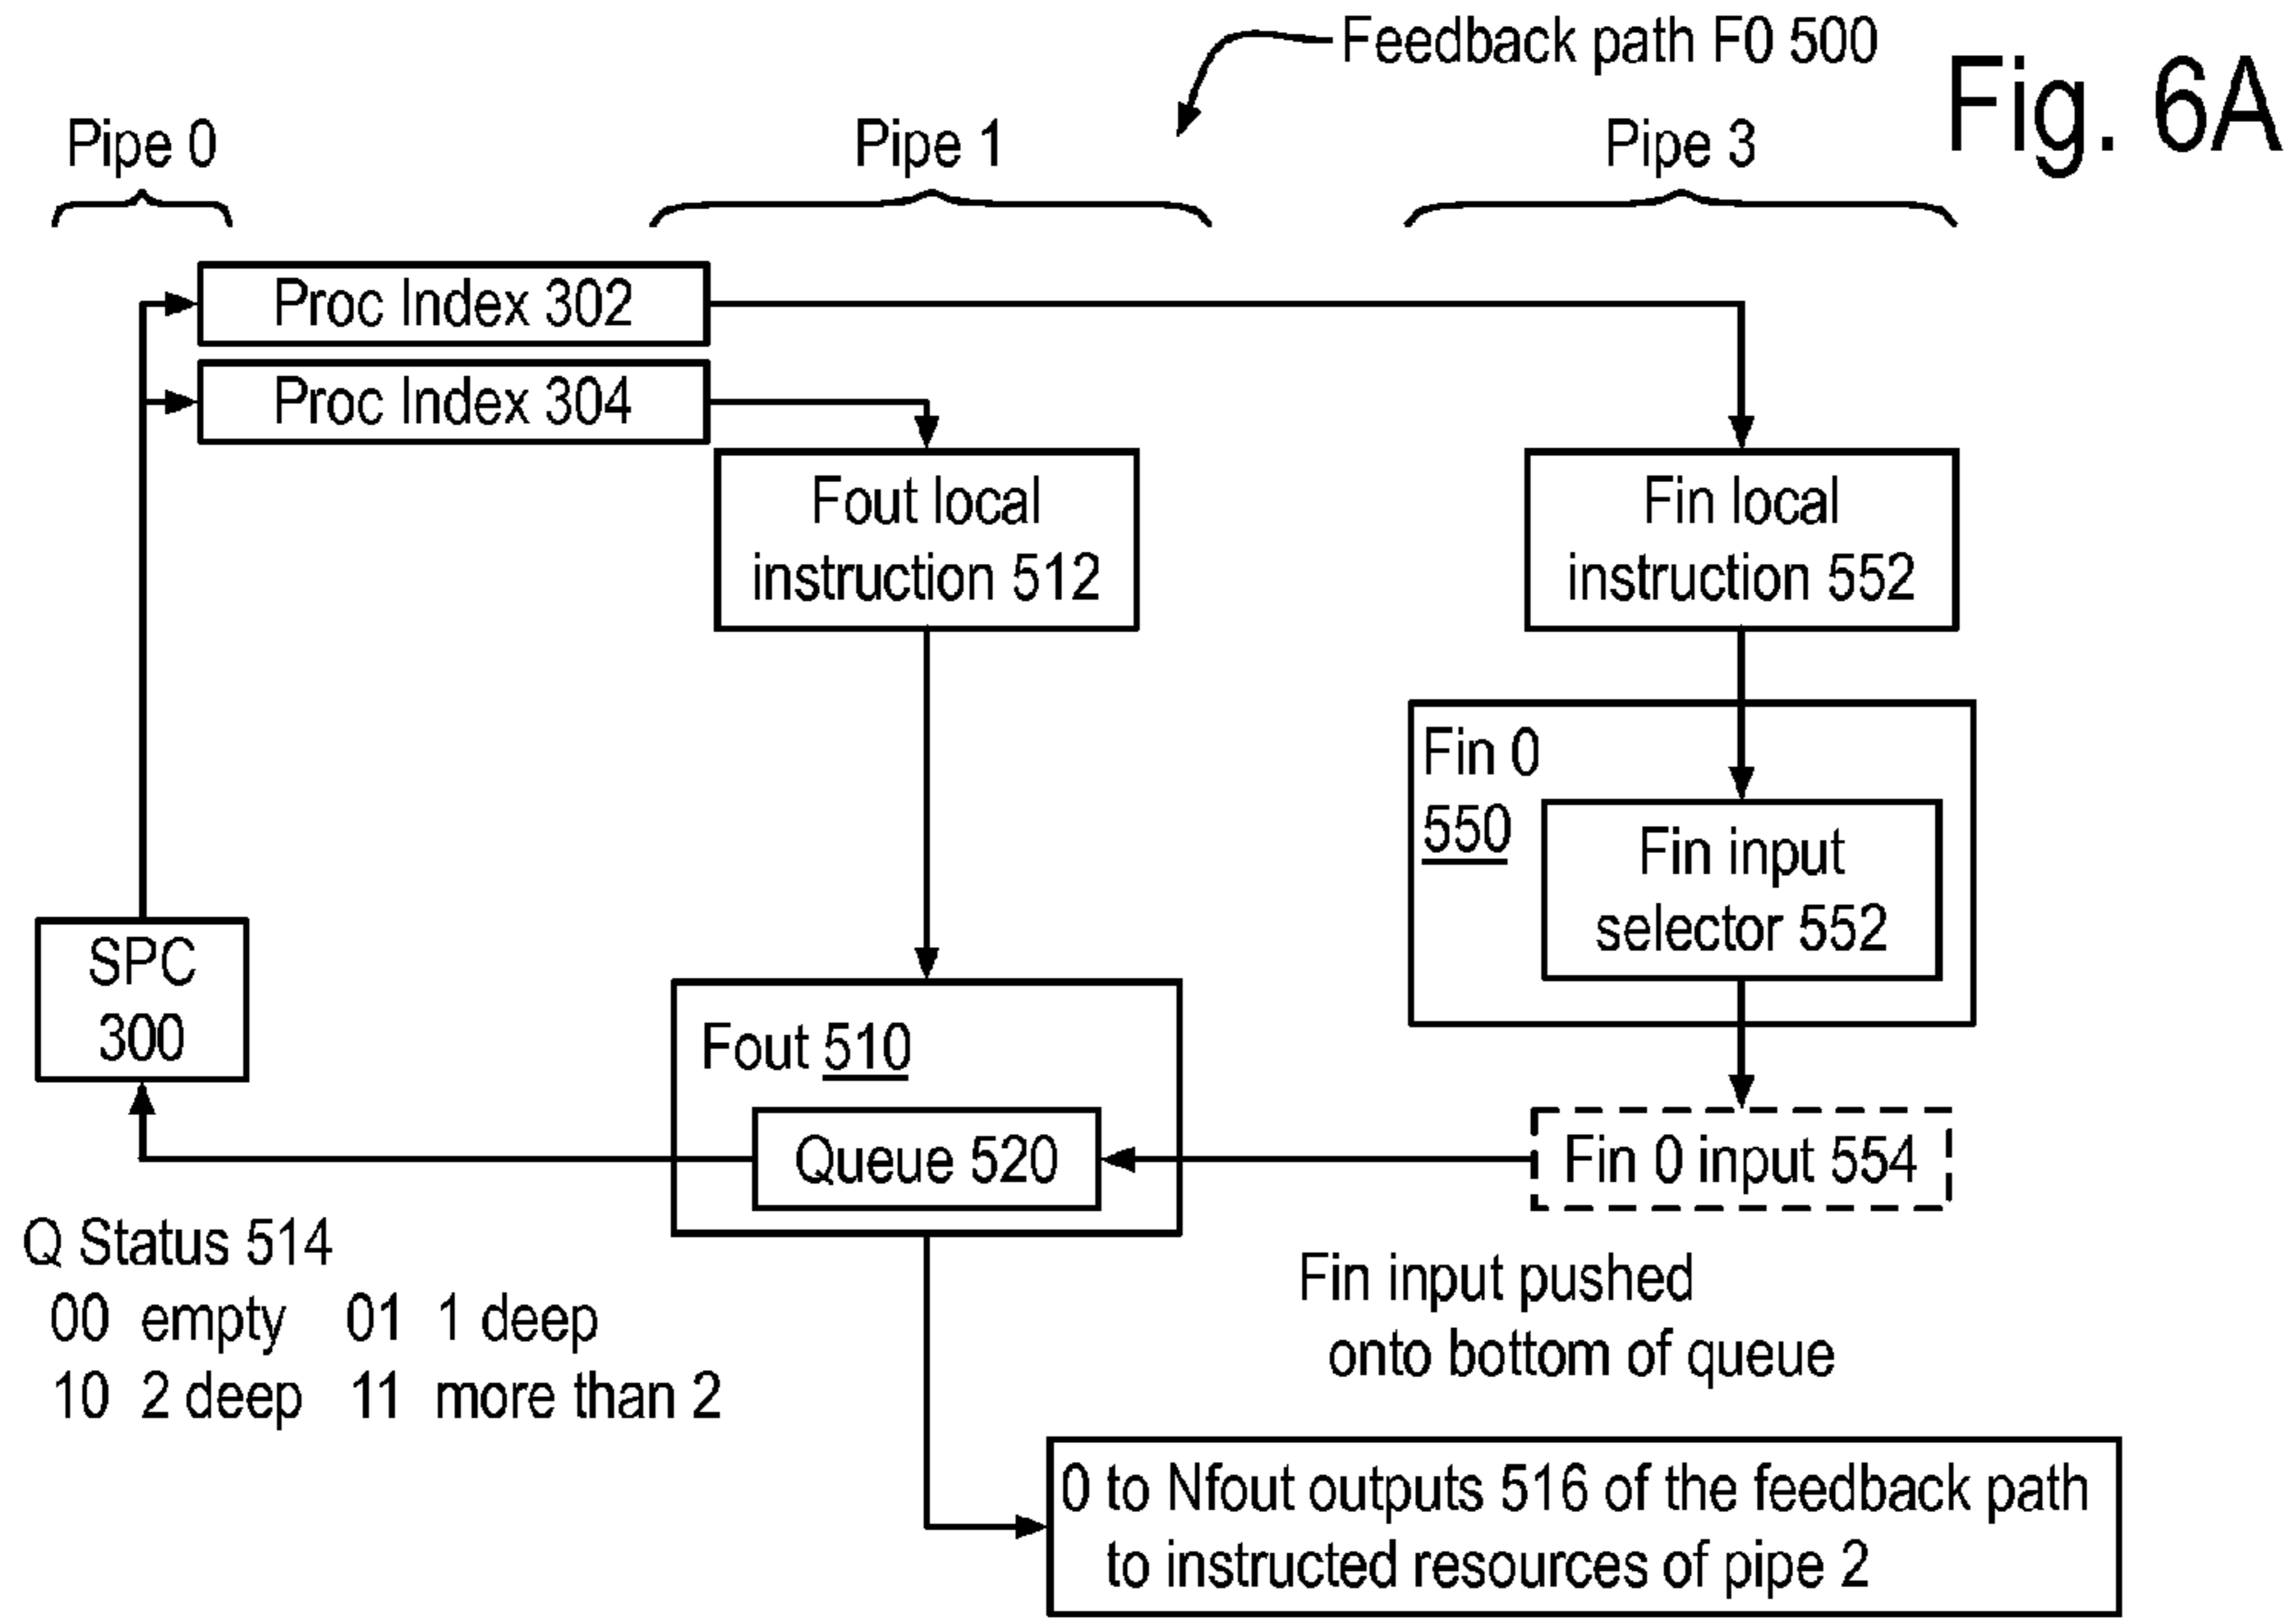 Feedback path F0 500
Fig. 6A
Pipe 0
Pipe 1
Pipe 3
Proc Index 302
Proc Index 304
Fout local
instruction 512
Fin local
instruction 552
Fin 0
550
Fin input
selector 552
SPC
300
Fout 510
Queue 520
Fin 0 input 554
Q Status 514
00 empty 01 1 deep
10 2 deep 11 more than 2
Fin input pushed
onto bottom of queue
0 to Nfout outputs 516 of the feedback path
to instructed resources of pipe 2